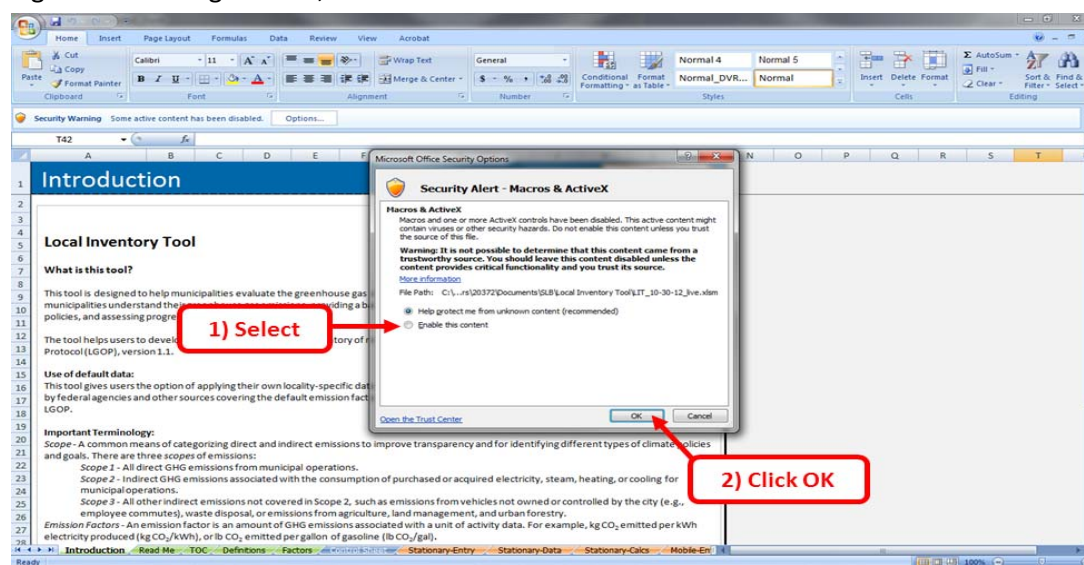 Home Insert Page Layout Formulas Data Review View Acrobat
Cut
Copy
Format Painter
Paste
Clipboard
Calibri 11
B I U
Font
Wrap Text
Merge & Center
Alignment
General
$ - % ,
Number
Conditional Formatting
Format as Table
Normal 4 Normal 5
Normal_DVR... Normal
Styles
Insert Delete Format
Cells
AutoSum
Fill
Clear
Sort & Filter
Find & Select
Editing
Security Warning Some active content has been disabled. Options...
T42 fx
A B C D E F N O P Q R S T
Introduction
Local Inventory Tool
What is this tool?
This tool is designed to help municipalities evaluate the greenhouse gas
municipalities understand the providing a b
policies, and assessing progre
The tool helps users to develo tory of
Protocol (LGOP), version 1.1.
Use of default data:
This tool gives users the option of applying their own locality-specific dat
by federal agencies and other sources covering the default emission fact
LGOP.
Important Terminology:
Scope - A common means of categorizing direct and indirect emissions to improve transparency and for identifying different types of climate policies
and goals. There are three scopes of emissions:
Scope 1 - All direct GHG emissions from municipal operations.
Scope 2 - Indirect GHG emissions associated with the consumption of purchased or acquired electricity, steam, heating, or cooling for
municipal operations.
Scope 3 - All other indirect emissions not covered in Scope 2, such as emissions from vehicles not owned or controlled by the city (e.g.,
employee commutes), waste disposal, or emissions from agriculture, land management, and urban forestry.
Emission Factors - An emission factor is an amount of GHG emissions associated with a unit of activity data. For example, kg CO2 emitted per kWh
electricity produced (kg CO2/kWh), or lb CO2 emitted per gallon of gasoline (lb CO2/gal).
Microsoft Office Security Options
Security Alert - Macros & ActiveX
Macros & ActiveX
Macros and one or more ActiveX controls have been disabled. This active content might
contain viruses or other security hazards. Do not enable this content unless you trust
the source of this file.
Warning: It is not possible to determine that this content came from a
trustworthy source. You should leave this content disabled unless the
content provides critical functionality and you trust its source.
More information
File Path: C:\...rs\20372\Documents\SLB\Local Inventory Tool\LIT_10-30-12_live.xlsm
Help protect me from unknown content (recommended)
Enable this content
Open the Trust Center
OK Cancel
1) Select
2) Click OK
Introduction Read Me TOC Definitions Factors Control Sheet Stationary-Entry Stationary-Data Stationary-Calcs Mobile-En
Ready 100%